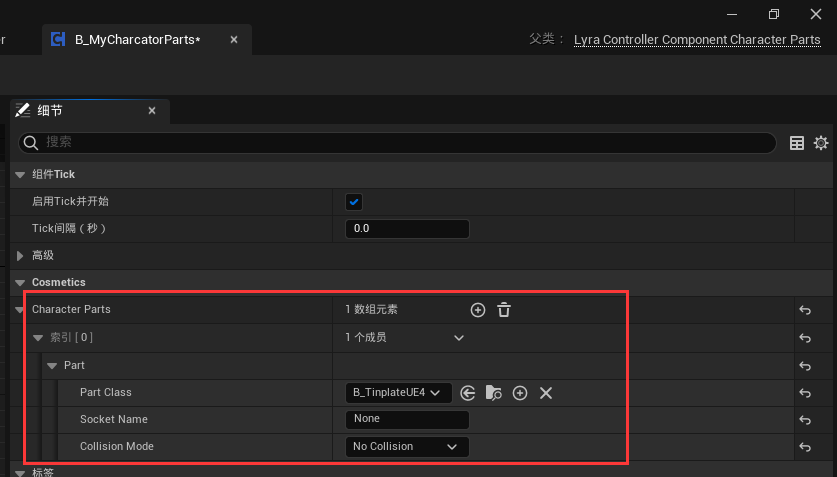 r B_MyCharcatorParts* 父类： Lyra Controller Component Character Parts
细节
搜索
组件Tick
启用Tick并开始
Tick间隔（秒） 0.0
高级
Cosmetics
Character Parts 1 数组元素
索引 [ 0 ] 1 个成员
Part
Part Class B_TinplateUE4
Socket Name None
Collision Mode No Collision
标签